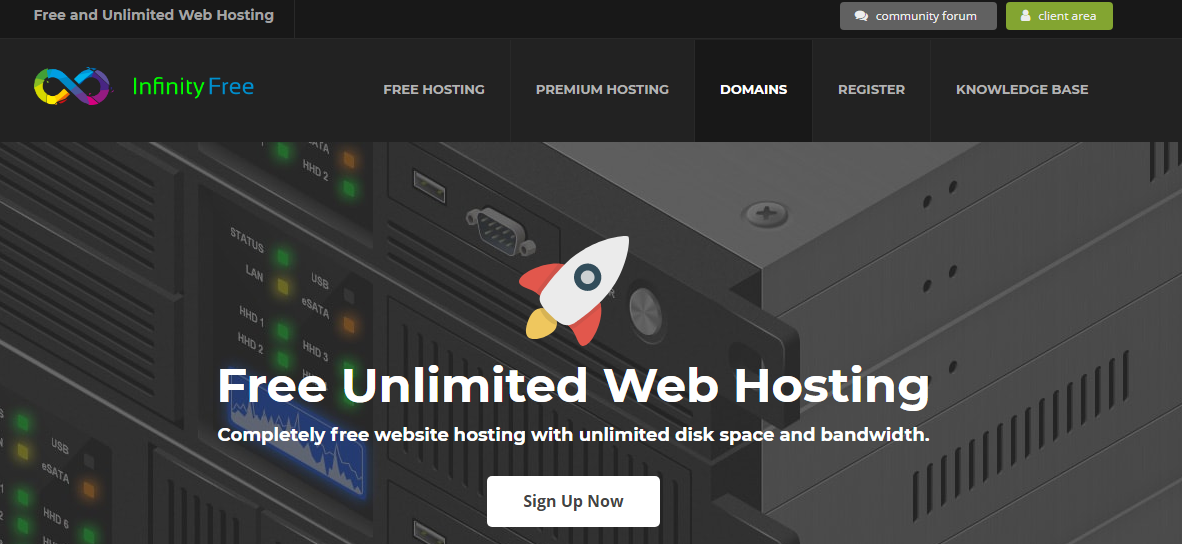 Free and Unlimited Web Hosting
community forum
client area
InfinityFree
FREE HOSTING
PREMIUM HOSTING
DOMAINS
REGISTER
KNOWLEDGE BASE
eSATA
HHD 2
STATUS
LAN
USB
eSATA
HHD 1
HHD 2
HHD 3
Free Unlimited Web Hosting
Completely free website hosting with unlimited disk space and bandwidth.
USB
eSATA
HHD 6
Sign Up Now